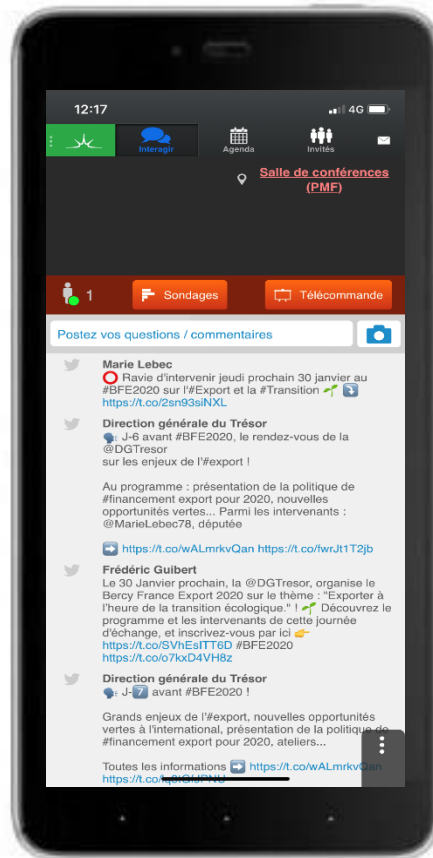 12:17
4G
Interagir
Agenda
Invités
Salle de conférences
(PMF)
1
Sondages
Télécommande
Postez vos questions / commentaires
Marie Lebec
⭕ Ravie d'intervenir jeudi prochain 30 janvier au
#BFE2020 sur l'#Export et la #Transition 🌱 ⤵️
https://t.co/2sn93siNXL
Direction générale du Trésor
🗣 J-6 avant #BFE2020, le rendez-vous de la
@DGTresor
sur les enjeux de l'#export !
Au programme : présentation de la politique de
#financement export pour 2020, nouvelles
opportunités vertes... Parmi les intervenants :
@MarieLebec78, députée
➡️ https://t.co/wALmrkvQan https://t.co/fwrJt1T2jb
Frédéric Guibert
Le 30 Janvier prochain, la @DGTresor, organise le
Bercy France Export 2020 sur le thème : "Exporter à
l'heure de la transition écologique." ! 🌱 Découvrez le
programme et les intervenants de cette journée
d'échange, et inscrivez-vous par ici 👉
https://t.co/SVhEsITT6D #BFE2020
https://t.co/o7kxD4VH8z
Direction générale du Trésor
🗣 J-7️⃣ avant #BFE2020 !
Grands enjeux de l'#export, nouvelles opportunités
vertes à l'international, présentation de la politique de
#financement export pour 2020, ateliers...
Toutes les informations ➡️ https://t.co/wALmrkvQan